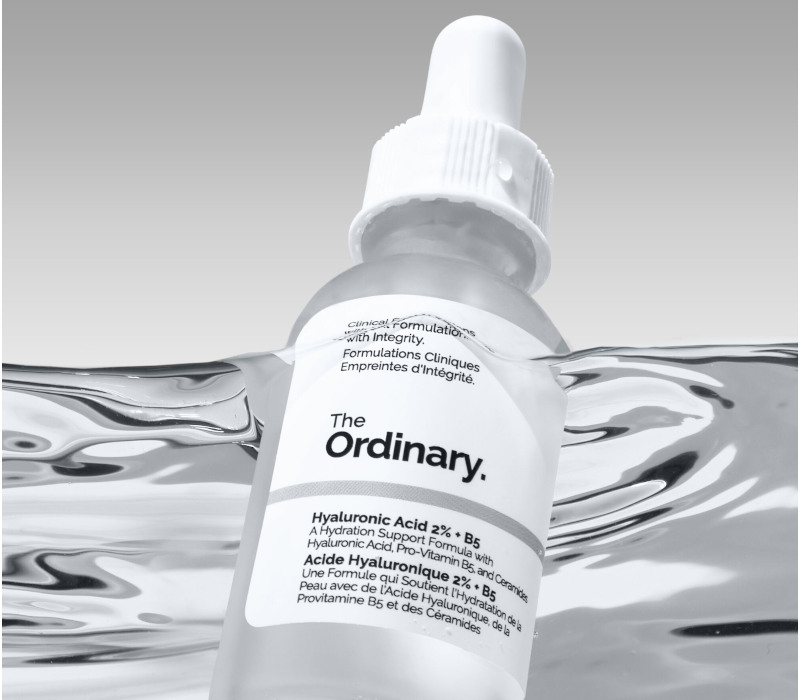 Clinical Formulations
with Integrity.
Formulations Cliniques
Empreintes d'Intégrité.
The
Ordinary.
Hyaluronic Acid 2% + B5
A Hydration Support Formula with
Hyaluronic Acid, Pro-Vitamin B5, and Ceramides
Acide Hyaluronique 2% + B5
Une Formule qui Soutient l'Hydratation de la
Peau avec de l'Acide Hyaluronique, de la
Provitamine B5 et des Céramides